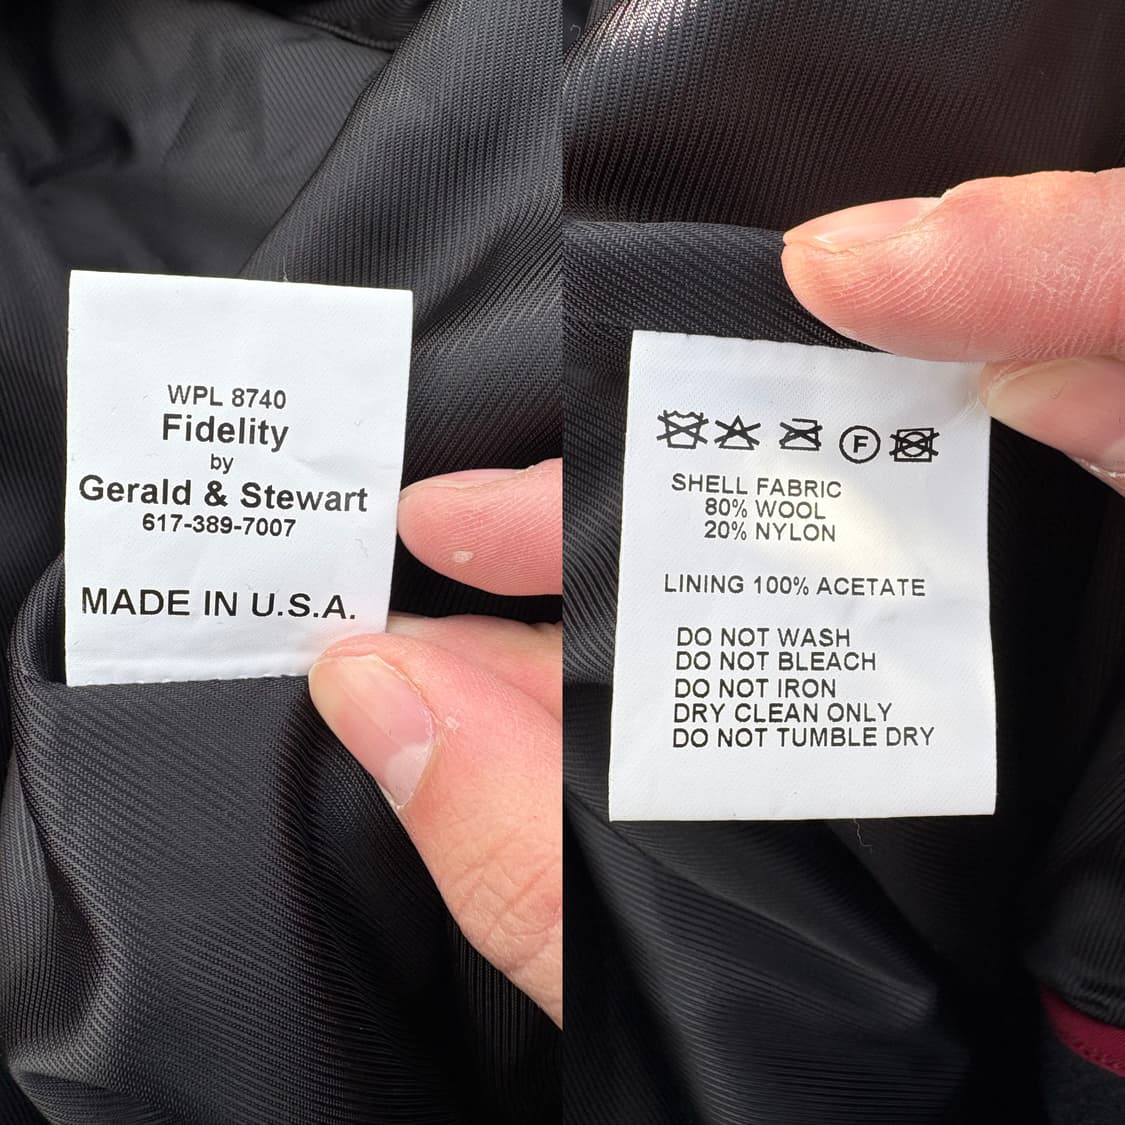 WPL 8740
Fidelity
by
Gerald & Stewart
617-389-7007
MADE IN U.S.A.
F
SHELL FABRIC
80% WOOL
20% NYLON
LINING 100% ACETATE
DO NOT WASH
DO NOT BLEACH
DO NOT IRON
DRY CLEAN ONLY
DO NOT TUMBLE DRY